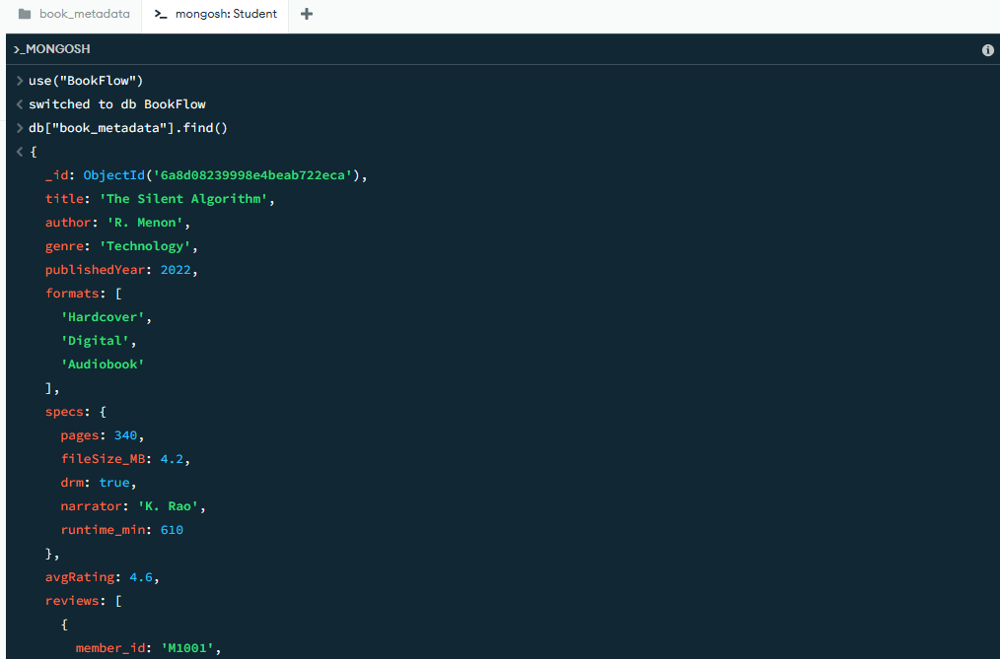 book_metadata
>_ mongosh: Student
+
>_MONGOSH
> use("BookFlow")
< switched to db BookFlow
> db["book_metadata"].find()
< {
_id: ObjectId('6a8d08239998e4beab722eca'),
title: 'The Silent Algorithm',
author: 'R. Menon',
genre: 'Technology',
publishedYear: 2022,
formats: [
'Hardcover',
'Digital',
'Audiobook'
],
specs: {
pages: 340,
fileSize_MB: 4.2,
drm: true,
narrator: 'K. Rao',
runtime_min: 610
},
avgRating: 4.6,
reviews: [
{
member_id: 'M1001',